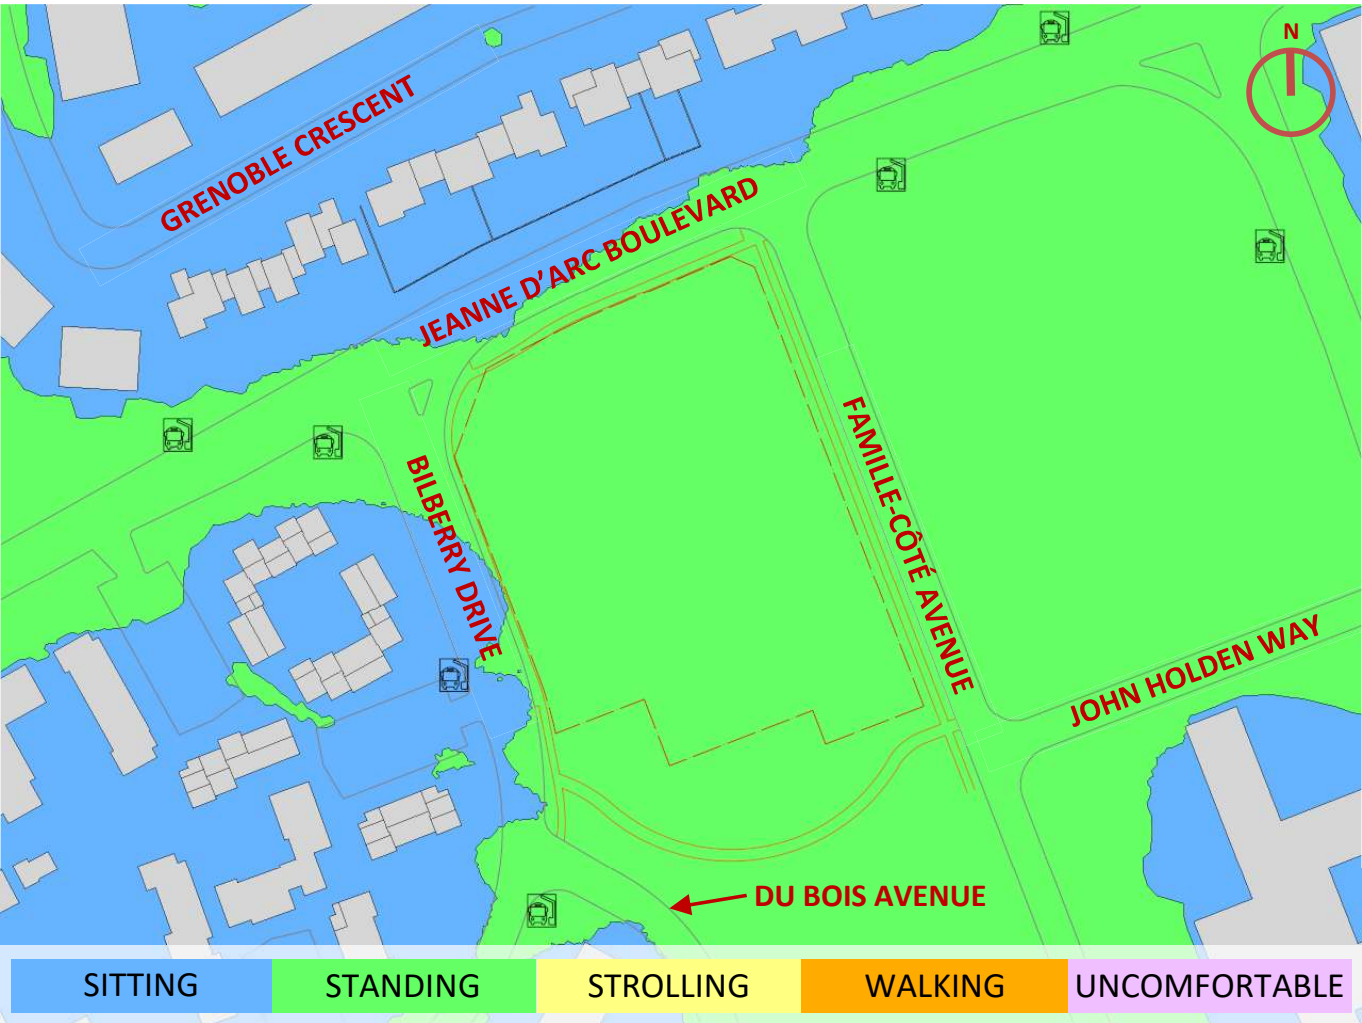 N
GRENOBLE CRESCENT
JEANNE D'ARC BOULEVARD
BILBERRY DRIVE
FAMILLE-CÔTÉ AVENUE
JOHN HOLDEN WAY
DU BOIS AVENUE
SITTING STANDING STROLLING WALKING UNCOMFORTABLE